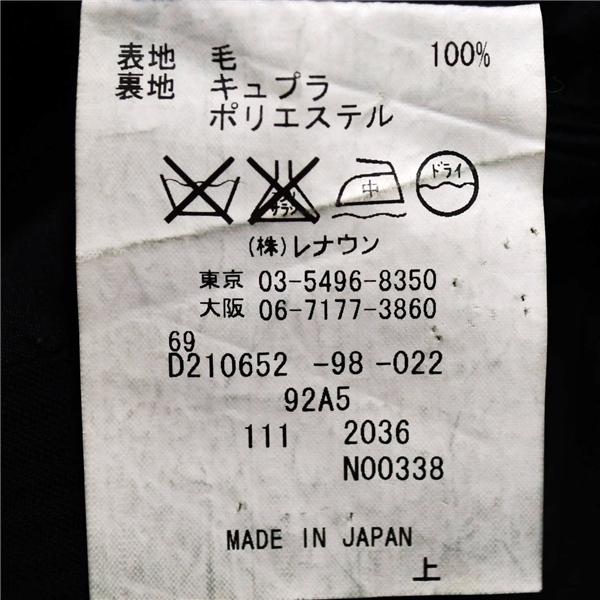 表地 毛 100%
裏地 キュプラ
ポリエステル
中 ドライ
(株)レナウン
東京 03-5496-8350
大阪 06-7177-3860
69
D210652 -98 -022
92A5
111 2036
N00338
MADE IN JAPAN
上